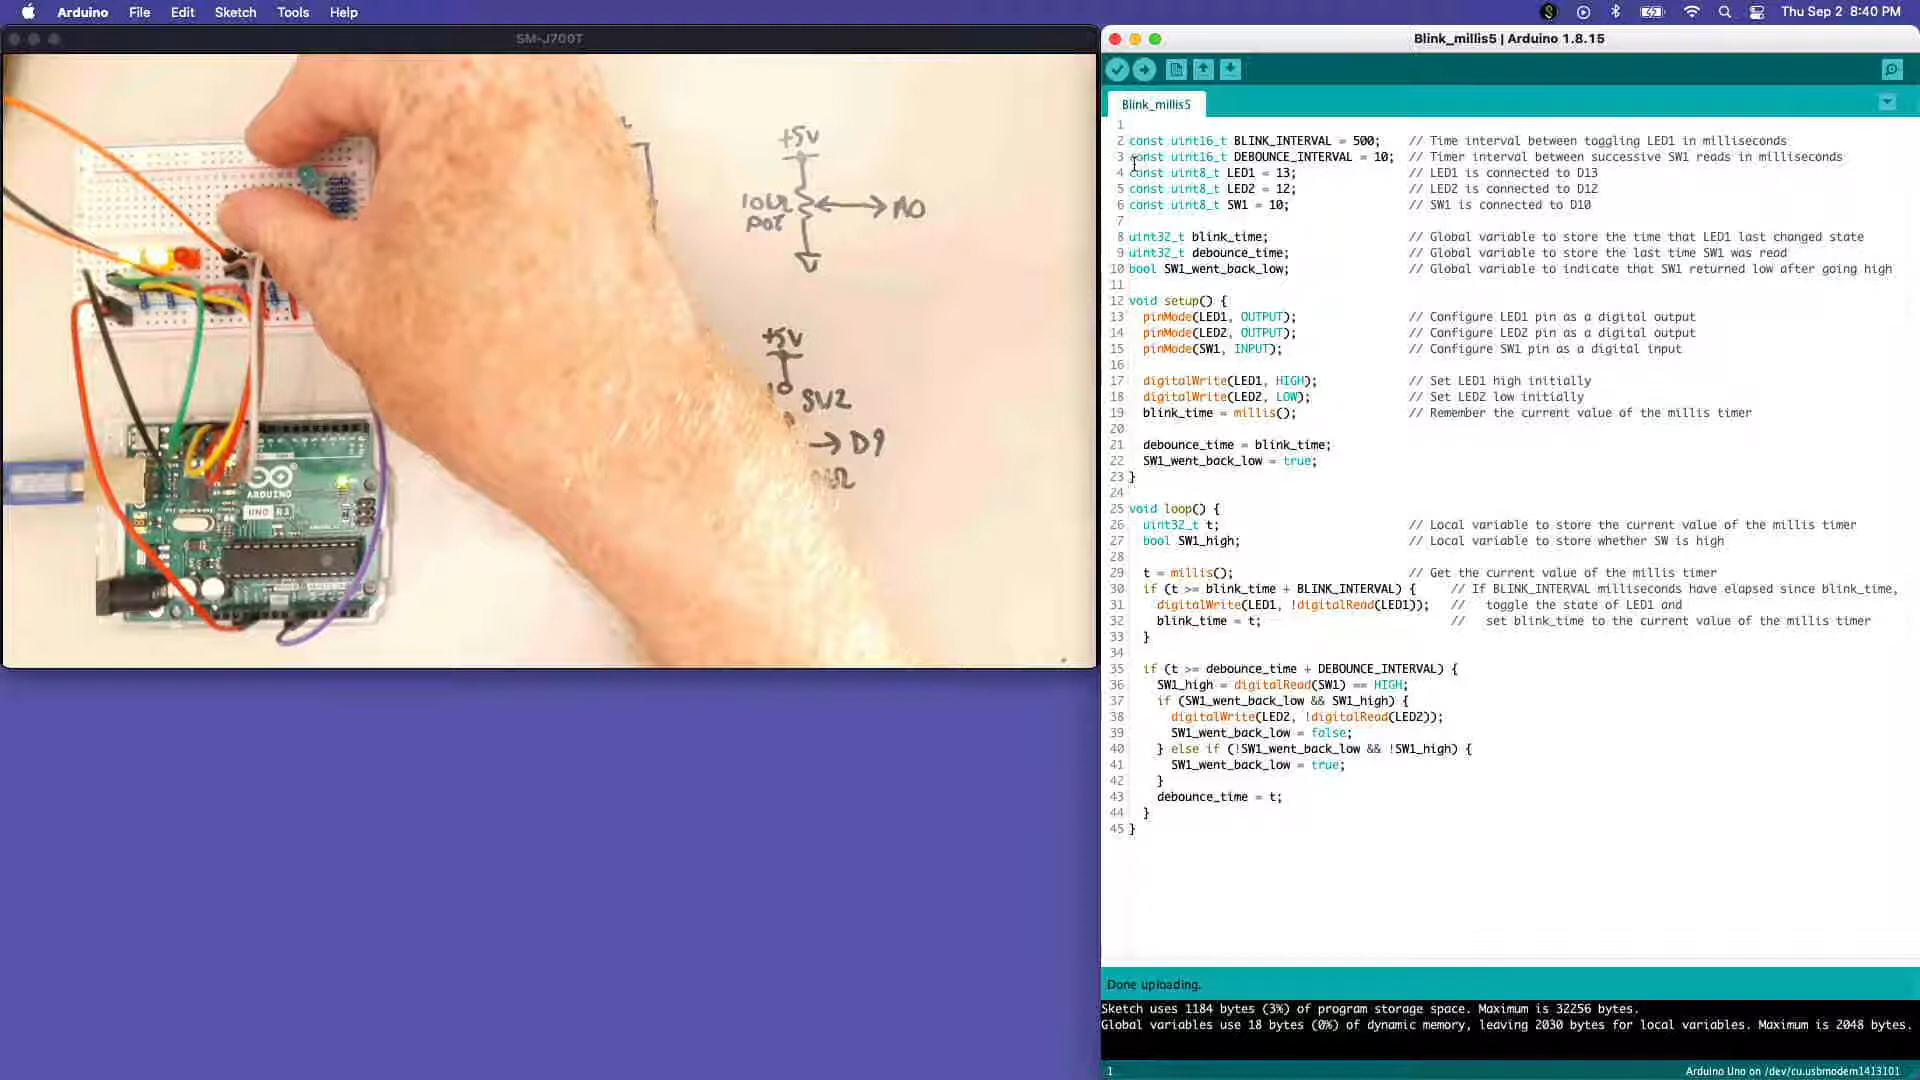 Arduino File Edit Sketch Tools Help Thu Sep 2 8:40 PM
SM-J700T
+5V
10kΩ
POT
A0
+5V
SW2
D9
ARDUINO
UNO R3
Blink_millis5 | Arduino 1.8.15
Blink_millis5
1
2 const uint16_t BLINK_INTERVAL = 500; // Time interval between toggling LED1 in milliseconds
3 const uint16_t DEBOUNCE_INTERVAL = 10; // Timer interval between successive SW1 reads in milliseconds
4 const uint8_t LED1 = 13; // LED1 is connected to D13
5 const uint8_t LED2 = 12; // LED2 is connected to D12
6 const uint8_t SW1 = 10; // SW1 is connected to D10
7
8 uint32_t blink_time; // Global variable to store the time that LED1 last changed state
9 uint32_t debounce_time; // Global variable to store the last time SW1 was read
10 bool SW1_went_back_low; // Global variable to indicate that SW1 returned low after going high
11
12 void setup() {
13 pinMode(LED1, OUTPUT); // Configure LED1 pin as a digital output
14 pinMode(LED2, OUTPUT); // Configure LED2 pin as a digital output
15 pinMode(SW1, INPUT); // Configure SW1 pin as a digital input
16
17 digitalWrite(LED1, HIGH); // Set LED1 high initially
18 digitalWrite(LED2, LOW); // Set LED2 low initially
19 blink_time = millis(); // Remember the current value of the millis timer
20
21 debounce_time = blink_time;
22 SW1_went_back_low = true;
23 }
24
25 void loop() {
26 uint32_t t; // Local variable to store the current value of the millis timer
27 bool SW1_high; // Local variable to store whether SW is high
28
29 t = millis(); // Get the current value of the millis timer
30 if (t >= blink_time + BLINK_INTERVAL) { // If BLINK_INTERVAL milliseconds have elapsed since blink_time,
31 digitalWrite(LED1, !digitalRead(LED1)); // toggle the state of LED1 and
32 blink_time = t; // set blink_time to the current value of the millis timer
33 }
34
35 if (t >= debounce_time + DEBOUNCE_INTERVAL) {
36 SW1_high = digitalRead(SW1) == HIGH;
37 if (SW1_went_back_low && SW1_high) {
38 digitalWrite(LED2, !digitalRead(LED2));
39 SW1_went_back_low = false;
40 } else if (!SW1_went_back_low && !SW1_high) {
41 SW1_went_back_low = true;
42 }
43 debounce_time = t;
44 }
45 }
Done uploading.
Sketch uses 1184 bytes (3%) of program storage space. Maximum is 32256 bytes.
Global variables use 18 bytes (0%) of dynamic memory, leaving 2030 bytes for local variables. Maximum is 2048 bytes.
1 Arduino Uno on /dev/cu.usbmodem1413101